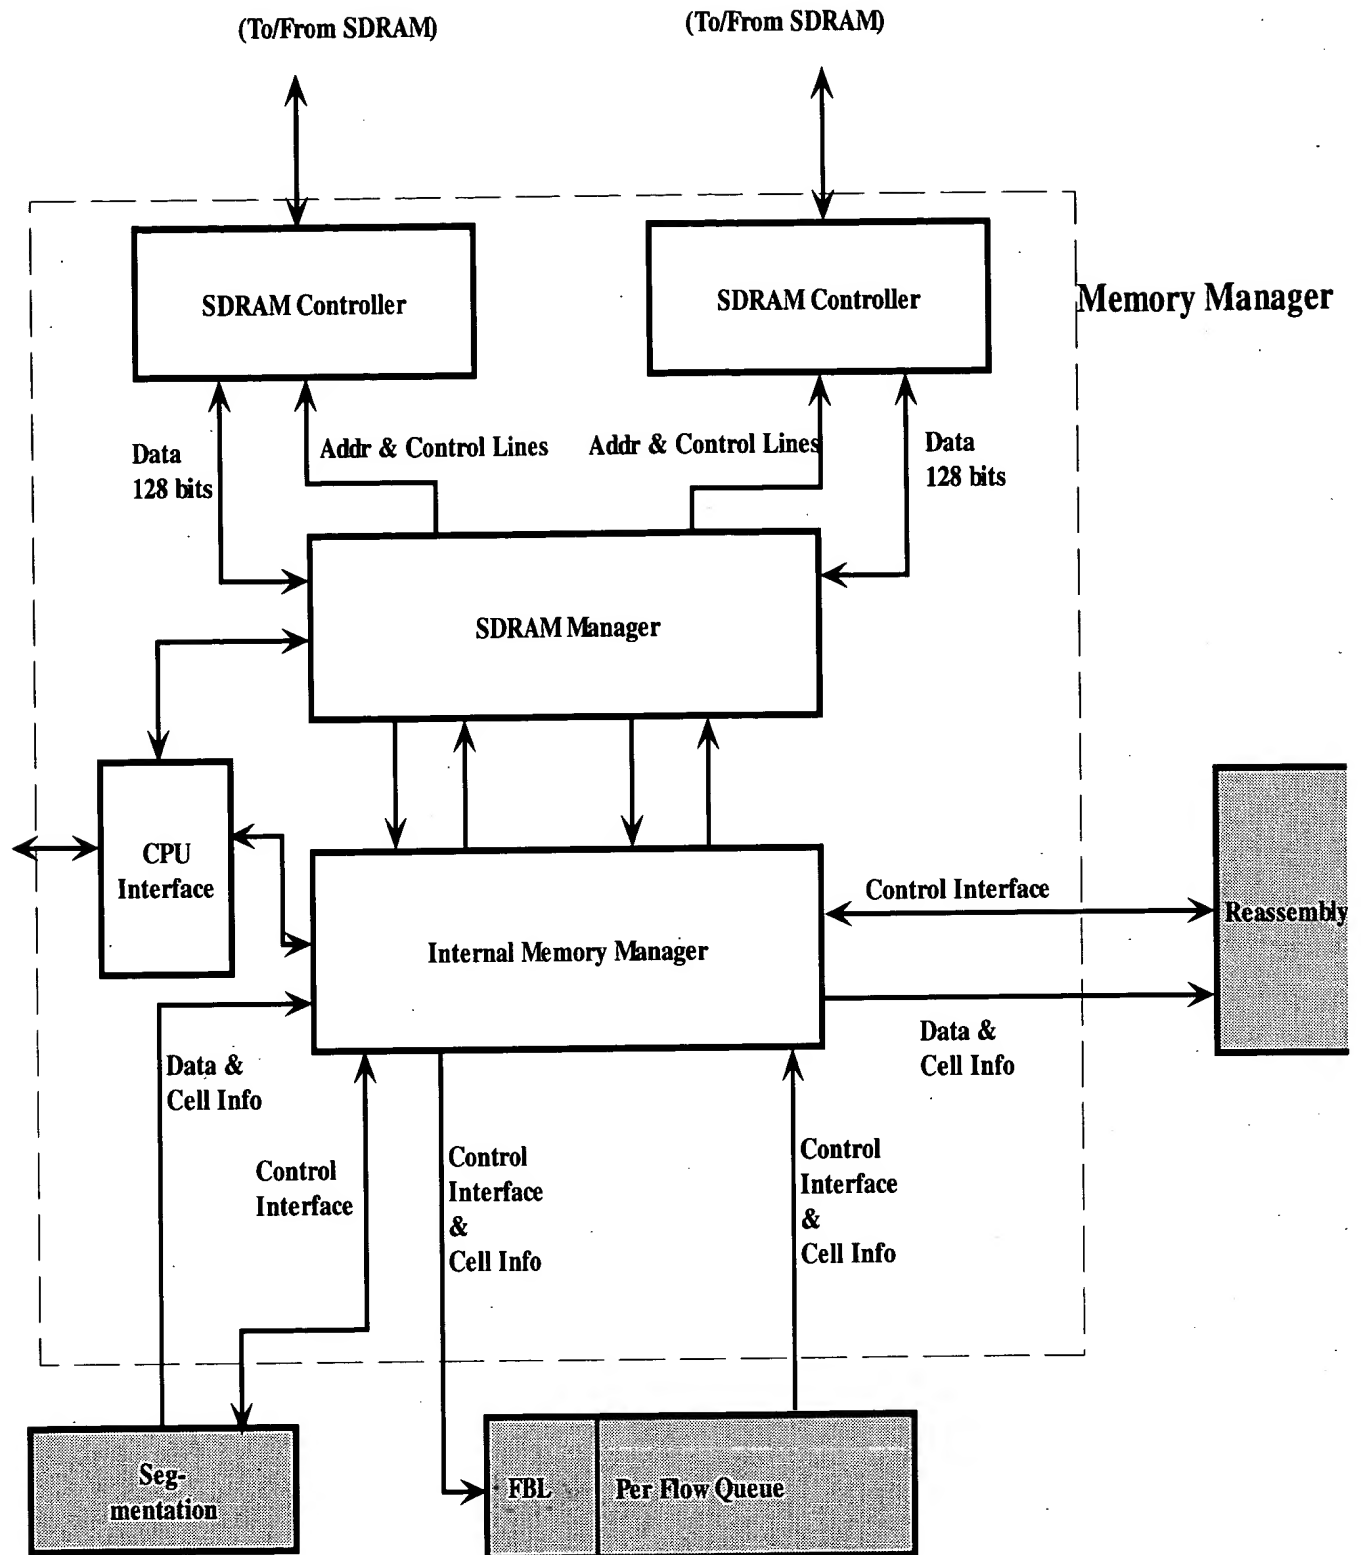 (To/From SDRAM)
(To/From SDRAM)
SDRAM Controller
SDRAM Controller
Memory Manager
Data
128 bits
Addr & Control Lines
Addr & Control Lines
Data
128 bits
SDRAM Manager
CPU
Interface
Internal Memory Manager
Control Interface
Reassembly
Data &
Cell Info
Data &
Cell Info
Control
Interface
Control
Interface
&
Cell Info
Control
Interface
&
Cell Info
Seg-
mentation
FBL
Per Flow Queue